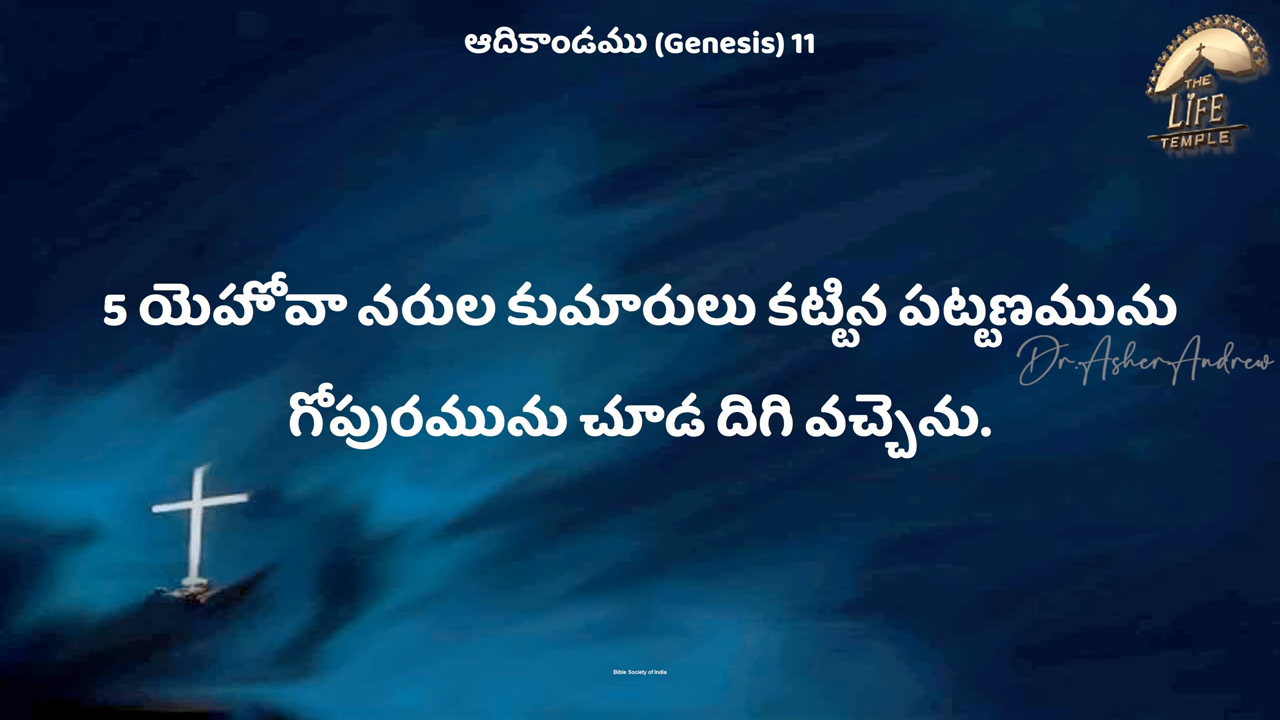 ఆదికాండము (Genesis) 11
THE
LIFE
TEMPLE
5 యెహోవా నరుల కుమారులు కట్టిన పట్టణమును
Dr.AsherAndrew
గోపురమును చూడ దిగి వచ్చెను.
Bible Society of India